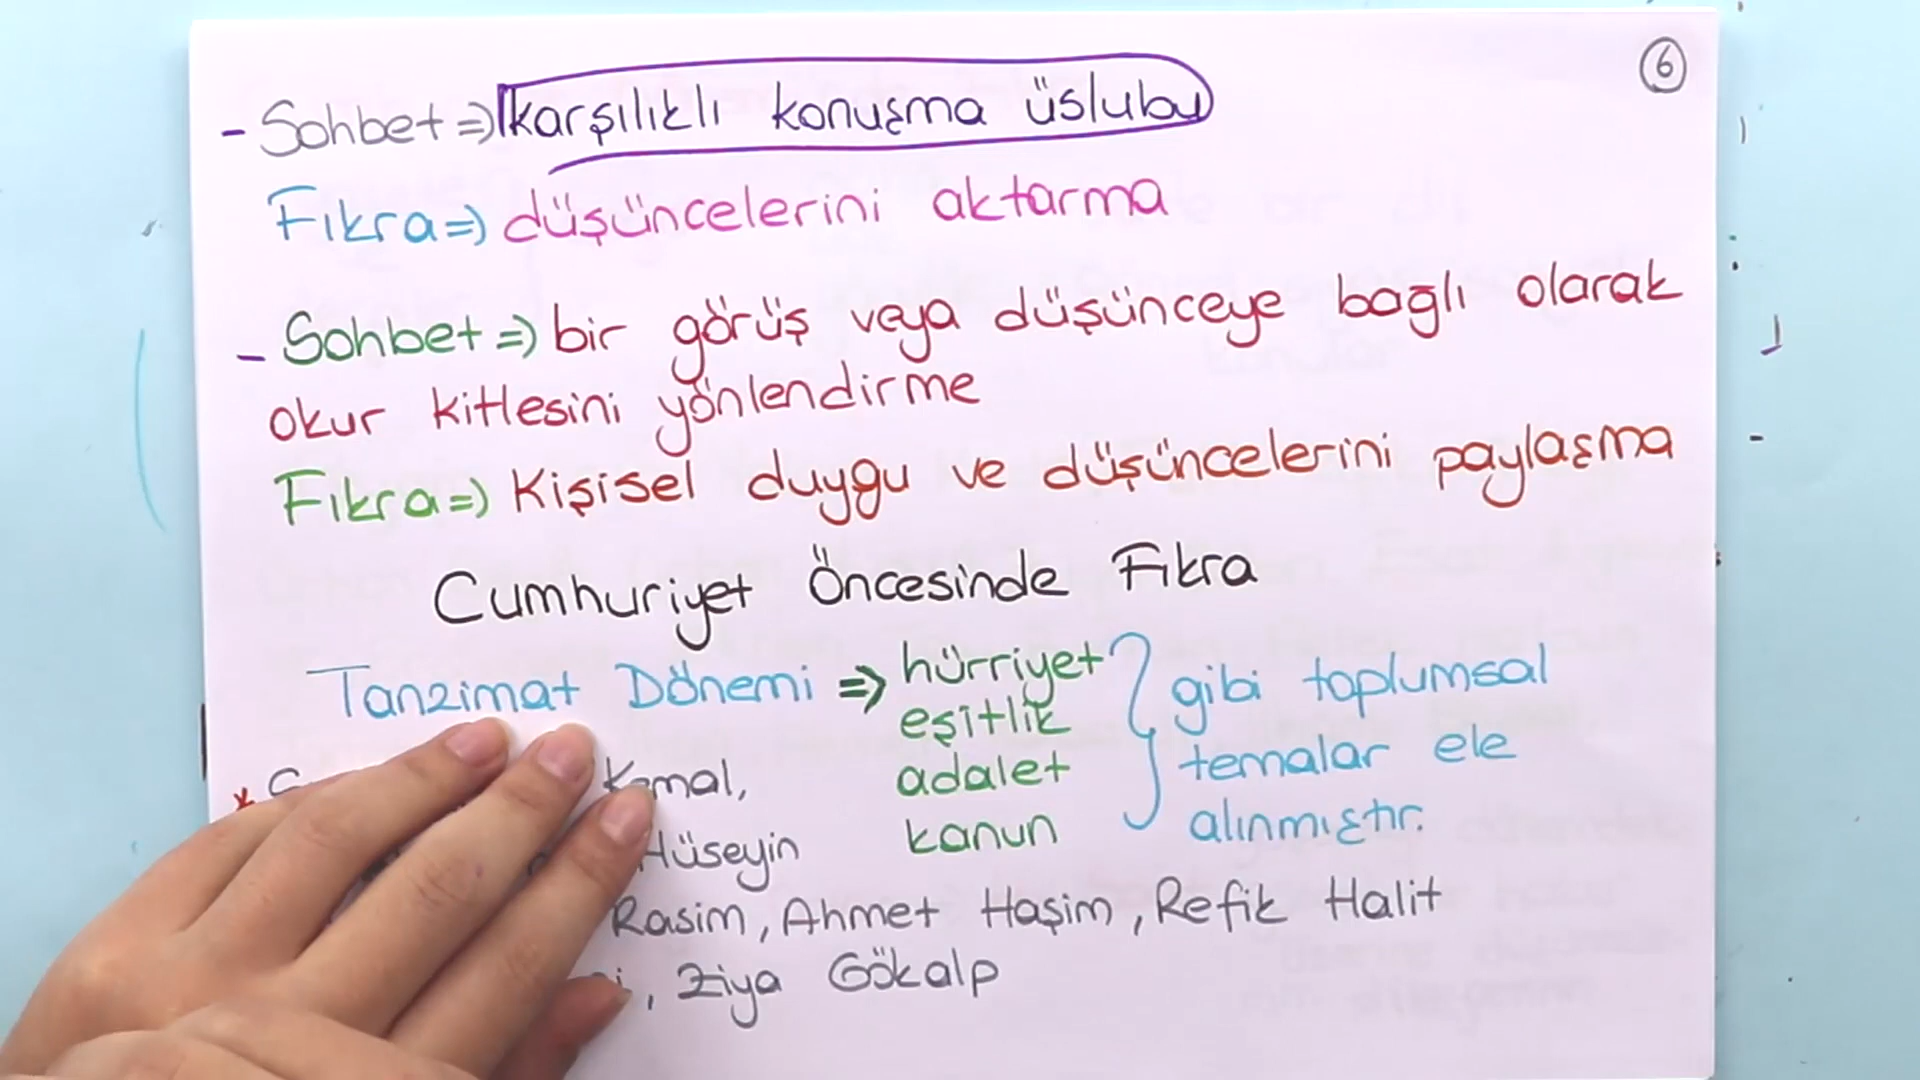 6
- Sohbet => karşılıklı konuşma üslubu
Fıkra => düşüncelerini aktarma
- Sohbet => bir görüş veya düşünceye bağlı olarak
okur kitlesini yönlendirme
Fıkra => Kişisel duygu ve düşüncelerini paylaşma
Cumhuriyet Öncesinde Fıkra
Tanzimat Dönemi => hürriyet
eşitlik
adalet
kanun
gibi toplumsal
temalar ele
alınmıştır.
Kemal,
Hüseyin
Rasim, Ahmet Haşim, Refik Halit
, Ziya Gökalp